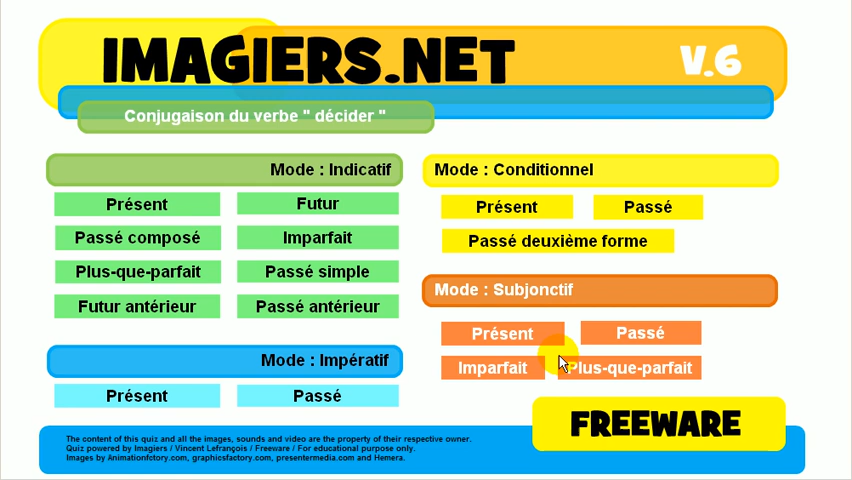 IMAGIERS.NET
V.6
Conjugaison du verbe " décider "
Mode : Indicatif
Présent
Futur
Passé composé
Imparfait
Plus-que-parfait
Passé simple
Futur antérieur
Passé antérieur
Mode : Impératif
Présent
Passé
Mode : Conditionnel
Présent
Passé
Passé deuxième forme
Mode : Subjonctif
Présent
Passé
Imparfait
Plus-que-parfait
FREEWARE
The content of this quiz and all the images, sounds and video are the property of their respective owner.
Quiz powered by Imagiers / Vincent Lefrançois / Freeware / For educational purpose only.
Images by Animationfctory.com, graphicsfactory.com, presentermedia.com and Hemera.